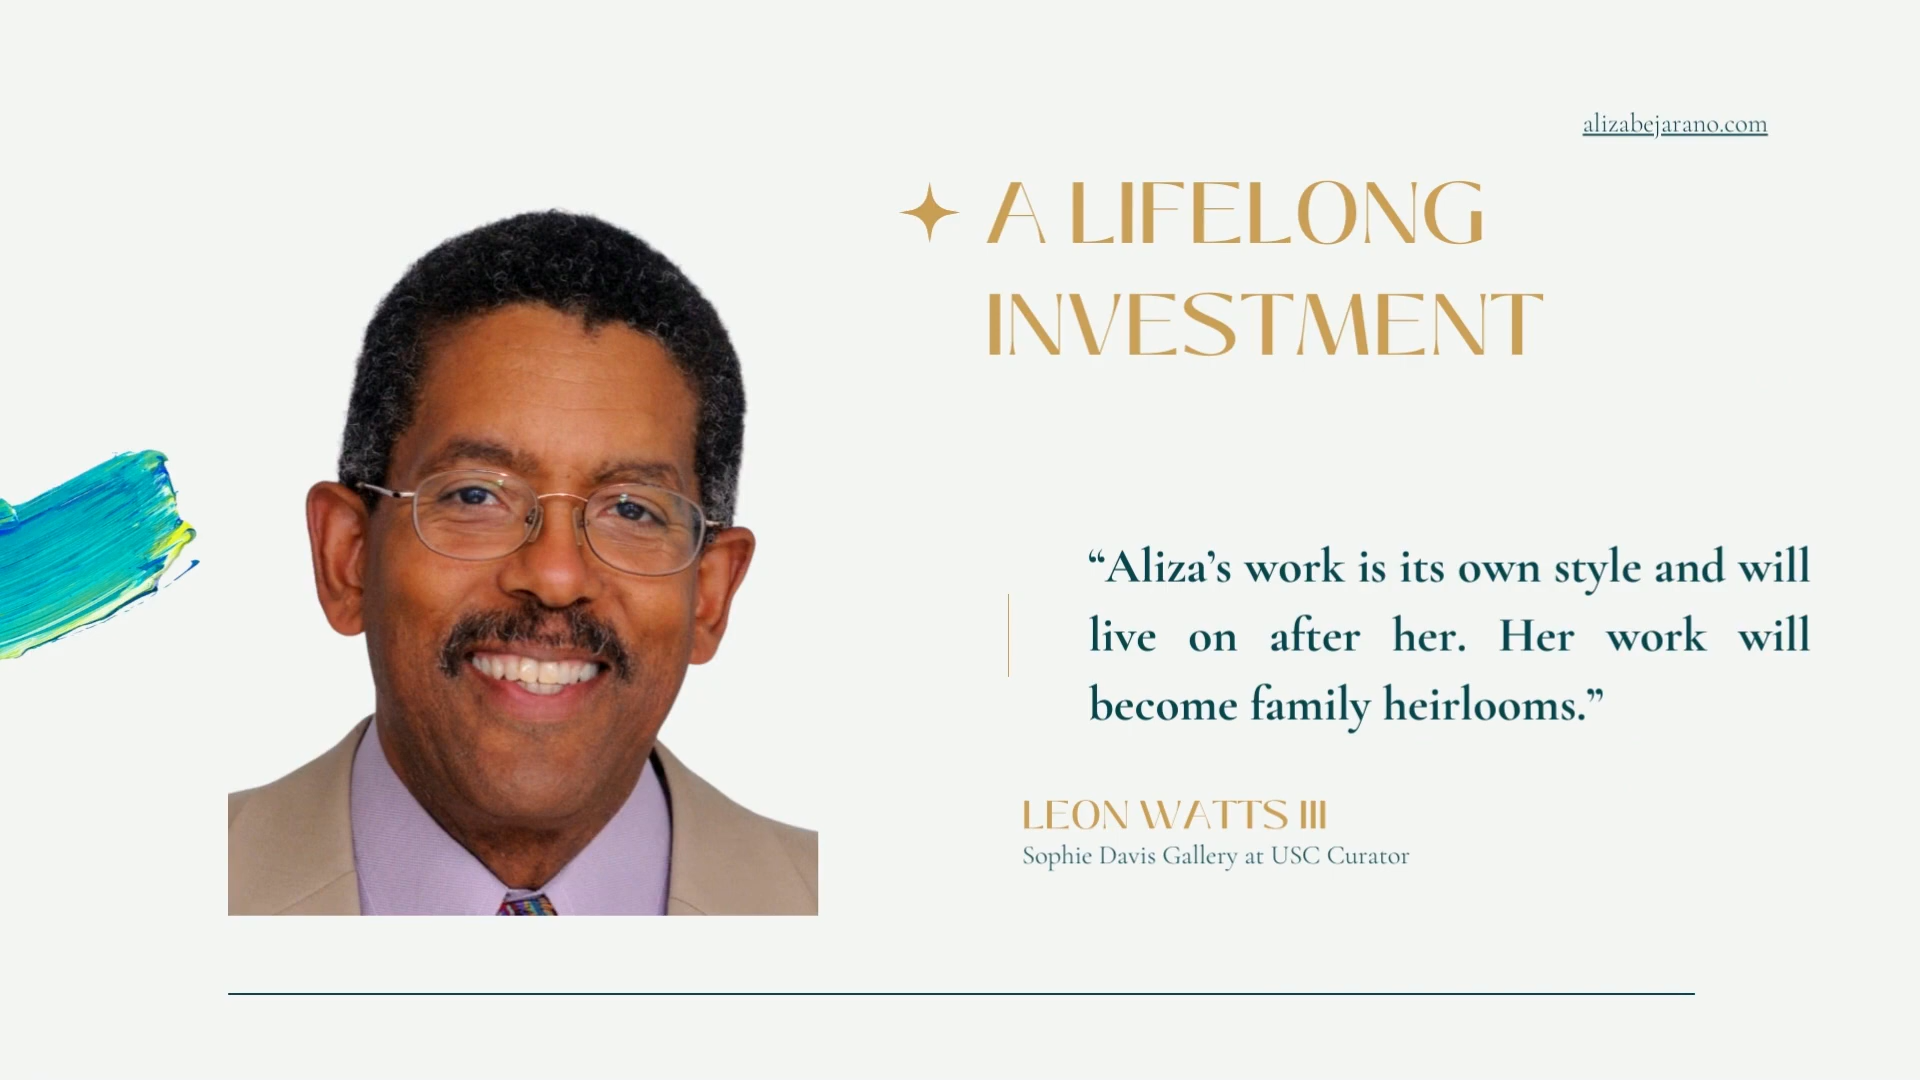 alizabejarano.com
A LIFELONG
INVESTMENT
“Aliza’s work is its own style and will
live on after her. Her work will
become family heirlooms.”
LEON WATTS III
Sophie Davis Gallery at USC Curator